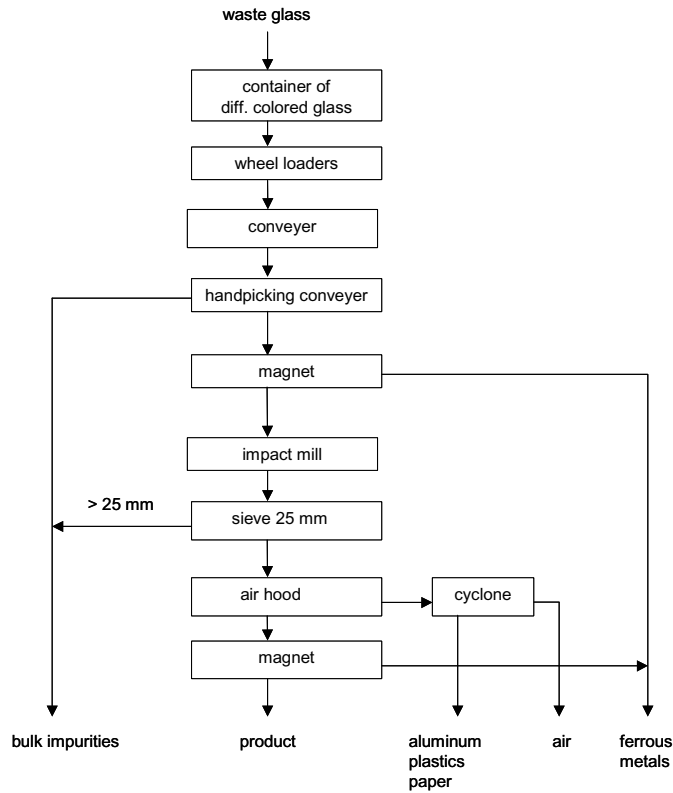 waste glass
container of
diff. colored glass
wheel loaders
conveyer
handpicking conveyer
magnet
impact mill
> 25 mm
sieve 25 mm
air hood
cyclone
magnet
bulk impurities
product
aluminum
plastics
paper
air
ferrous
metals